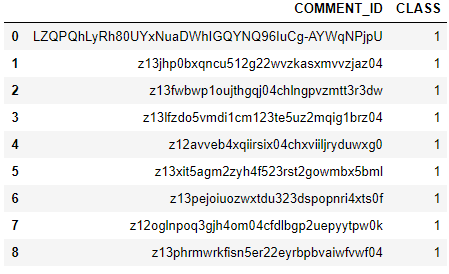 COMMENT_ID CLASS
0 LZQPQhLyRh80UYxNuaDWhIGQYNQ96IuCg-AYWqNPjpU 1
1 z13jhp0bxqncu512g22wvzkasxmvvzjaz04 1
2 z13fwbwp1oujthgqj04chlngpvzmtt3r3dw 1
3 z13lfzdo5vmdi1cm123te5uz2mqig1brz04 1
4 z12avveb4xqiirsix04chxviiljryduwxg0 1
5 z13xit5agm2zyh4f523rst2gowmbx5bml 1
6 z13pejoiuozwxtdu323dspopnri4xts0f 1
7 z12oglnpoq3gjh4om04cfdlbgp2uepyytpw0k 1
8 z13phrmwrkfisn5er22eyrbpbvaiwfvwf04 1